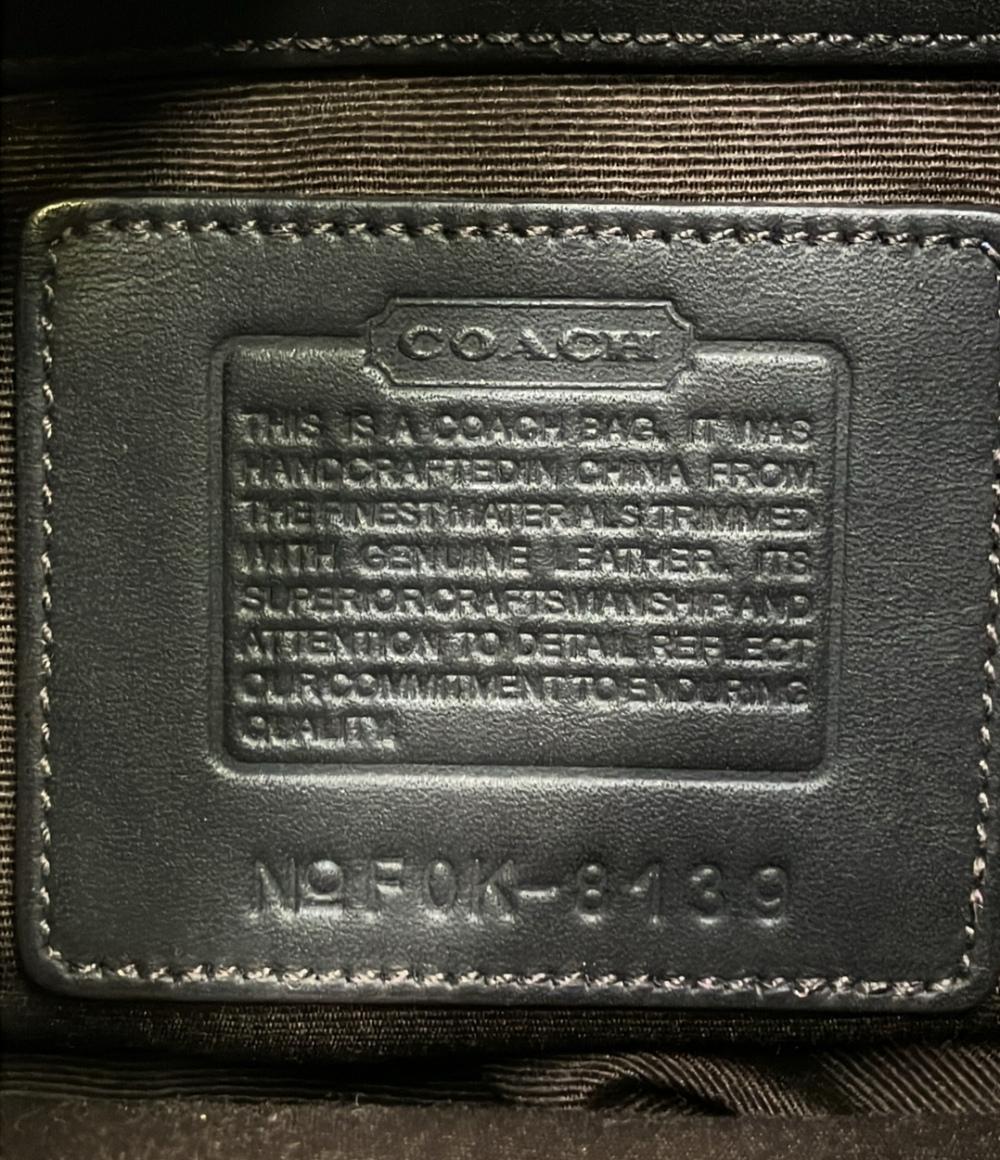 COACH
THIS IS A COACH BAG. IT WAS
HANDCRAFTED IN CHINA FROM
THE FINEST MATERIALS TRIMMED
WITH GENUINE LEATHER. ITS
SUPERIOR CRAFTSMANSHIP AND
ATTENTION TO DETAIL REFLECT
OUR COMMITMENT TO ENDURING
QUALITY.
Nº F0K-8139